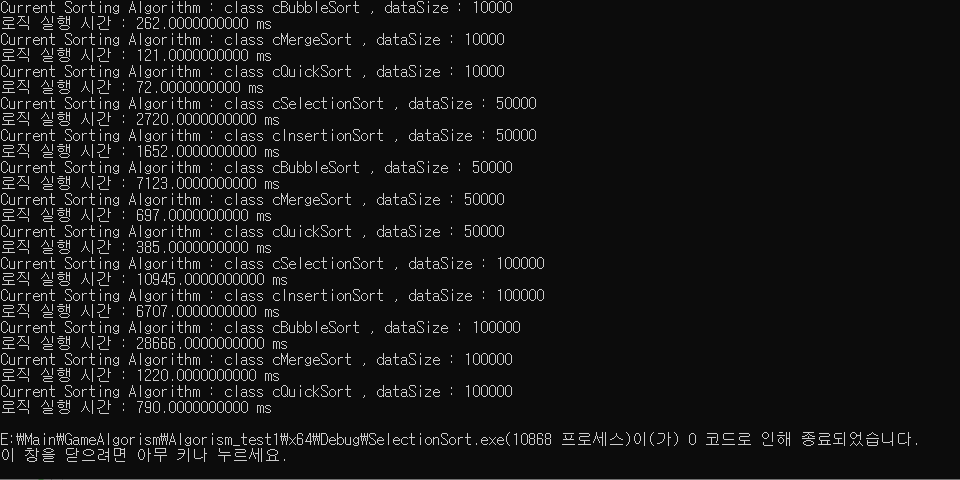 Current Sorting Algorithm : class cBubbleSort , dataSize : 10000
로직 실행 시간 : 262.0000000000 ms
Current Sorting Algorithm : class cMergeSort , dataSize : 10000
로직 실행 시간 : 121.0000000000 ms
Current Sorting Algorithm : class cQuickSort , dataSize : 10000
로직 실행 시간 : 72.0000000000 ms
Current Sorting Algorithm : class cSelectionSort , dataSize : 50000
로직 실행 시간 : 2720.0000000000 ms
Current Sorting Algorithm : class cInsertionSort , dataSize : 50000
로직 실행 시간 : 1652.0000000000 ms
Current Sorting Algorithm : class cBubbleSort , dataSize : 50000
로직 실행 시간 : 7123.0000000000 ms
Current Sorting Algorithm : class cMergeSort , dataSize : 50000
로직 실행 시간 : 697.0000000000 ms
Current Sorting Algorithm : class cQuickSort , dataSize : 50000
로직 실행 시간 : 385.0000000000 ms
Current Sorting Algorithm : class cSelectionSort , dataSize : 100000
로직 실행 시간 : 10945.0000000000 ms
Current Sorting Algorithm : class cInsertionSort , dataSize : 100000
로직 실행 시간 : 6707.0000000000 ms
Current Sorting Algorithm : class cBubbleSort , dataSize : 100000
로직 실행 시간 : 28666.0000000000 ms
Current Sorting Algorithm : class cMergeSort , dataSize : 100000
로직 실행 시간 : 1220.0000000000 ms
Current Sorting Algorithm : class cQuickSort , dataSize : 100000
로직 실행 시간 : 790.0000000000 ms
E:₩Main₩GameAlgorism₩Algorism_test1₩x64₩Debug₩SelectionSort.exe(10868 프로세스)이(가) 0 코드로 인해 종료되었습니다.
이 창을 닫으려면 아무 키나 누르세요.